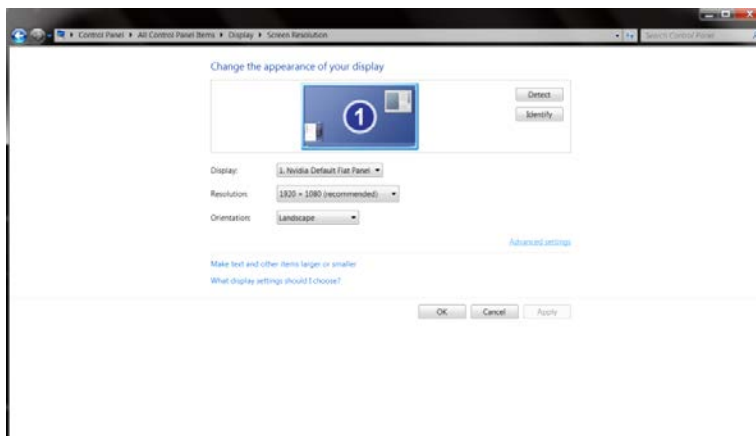 Control Panel ▸ All Control Panel Items ▸ Display ▸ Screen Resolution
Search Control Panel
Change the appearance of your display
1
Detect
Identify
Display: 1. Nvidia Default Flat Panel
Resolution: 1920 × 1080 (recommended)
Orientation: Landscape
Advanced settings
Make text and other items larger or smaller
What display settings should I choose?
OK Cancel Apply